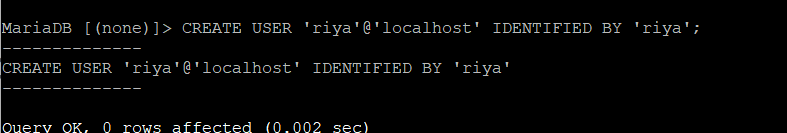 MariaDB [(none)]> CREATE USER 'riya'@'localhost' IDENTIFIED BY 'riya';
--------------
CREATE USER 'riya'@'localhost' IDENTIFIED BY 'riya'
--------------
Query OK, 0 rows affected (0.002 sec)